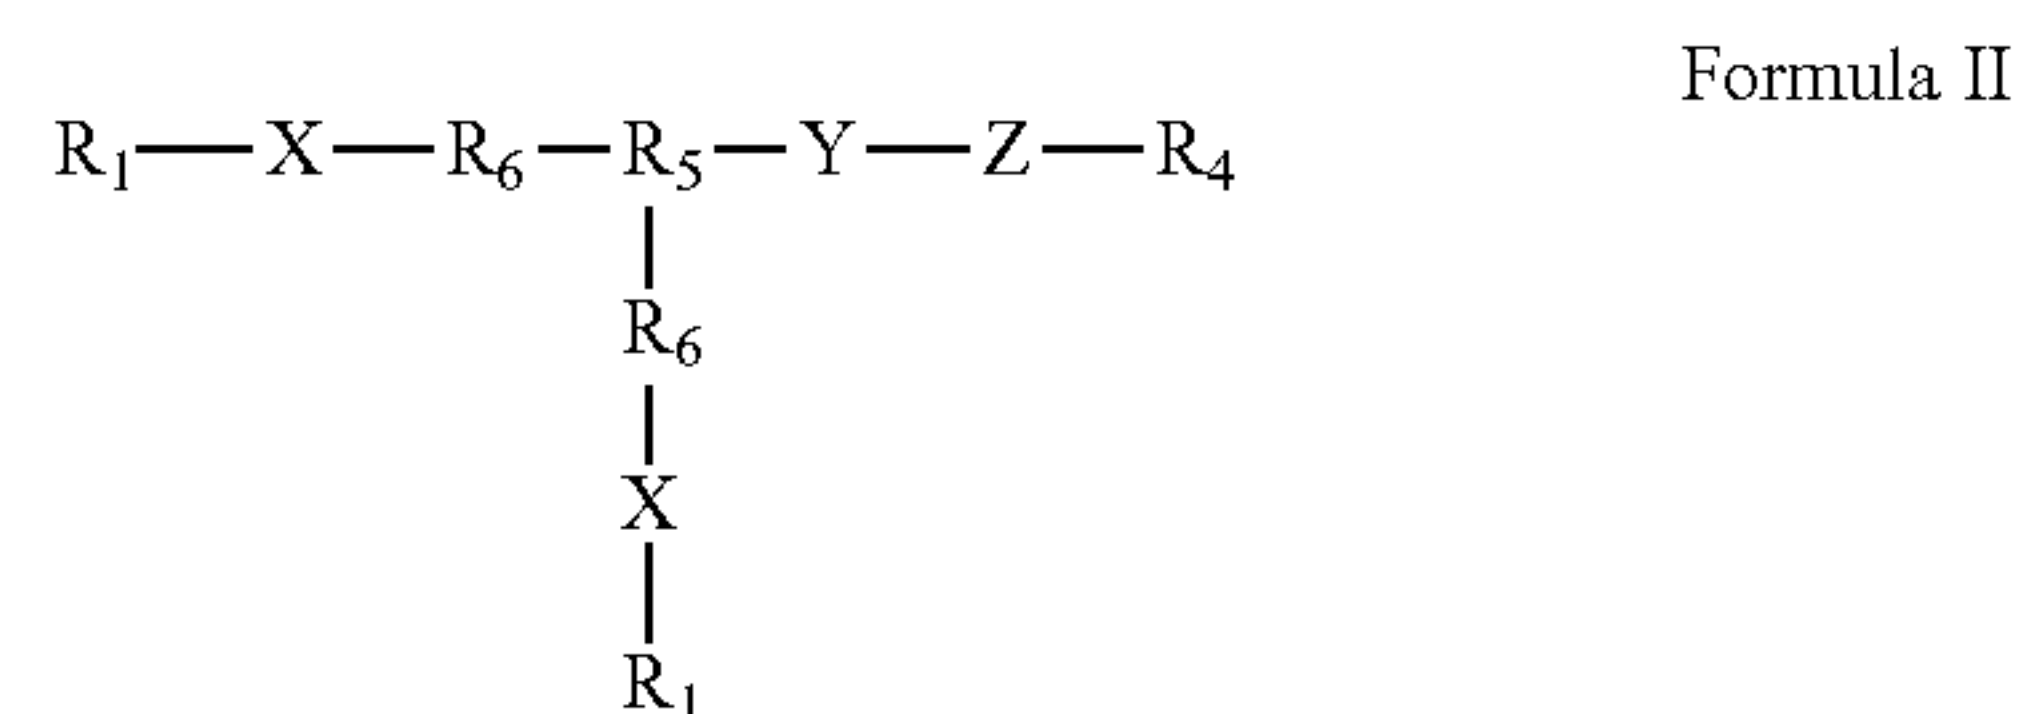 Formula II
R₁—X—R₆—R₅—Y—Z—R₄
R₆
X
R₁